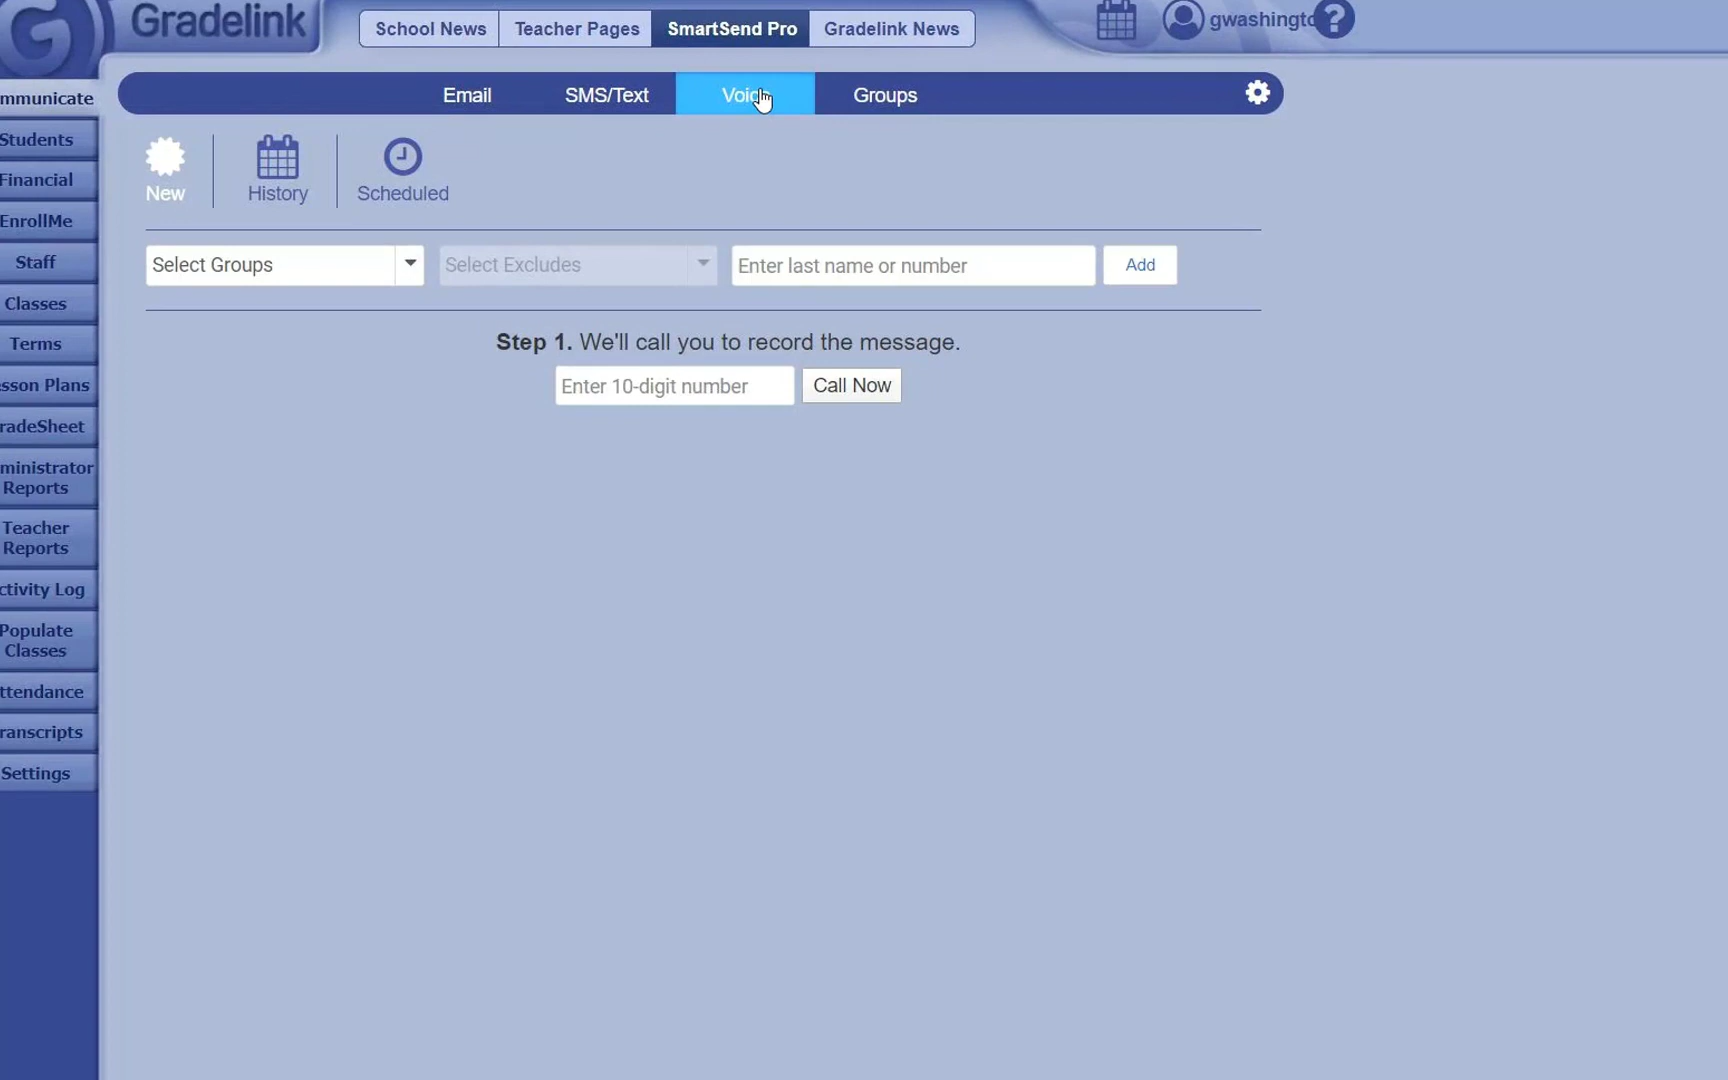 Gradelink
School News
Teacher Pages
SmartSend Pro
Gradelink News
gwashingto
?
Email
SMS/Text
Voic
Groups
New
History
Scheduled
Select Groups
Select Excludes
Enter last name or number
Add
Step 1. We'll call you to record the message.
Enter 10-digit number
Call Now
mmunicate
Students
Financial
EnrollMe
Staff
Classes
Terms
esson Plans
radeSheet
ministrator
Reports
Teacher
Reports
ctivity Log
Populate
Classes
ttendance
ranscripts
Settings